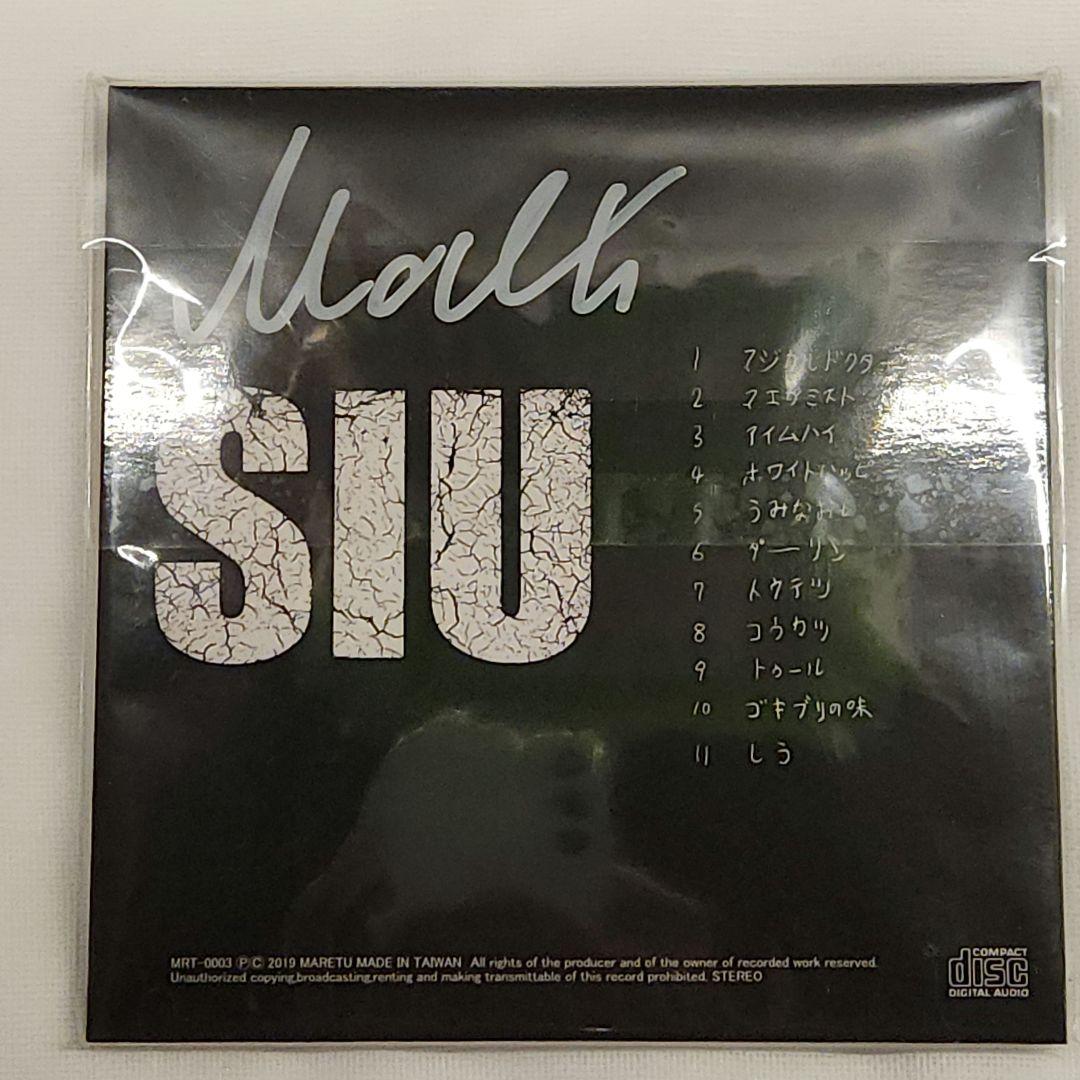 SIU
1 マジカルドクター
2 マエガミスト
3 アイムハイ
4 ホワイトハッピー
5 うみなおし
6 ダーリン
7 トウテツ
8 コウカツ
9 トゥール
10 ゴキブリの味
11 しう
MRT-0003 ⓅⒸ 2019 MARETU MADE IN TAIWAN All rights of the producer and of the owner of recorded work reserved.
Unauthorized copying,broadcasting,renting and making transmittable of this record prohibited. STEREO
COMPACT
disc
DIGITAL AUDIO